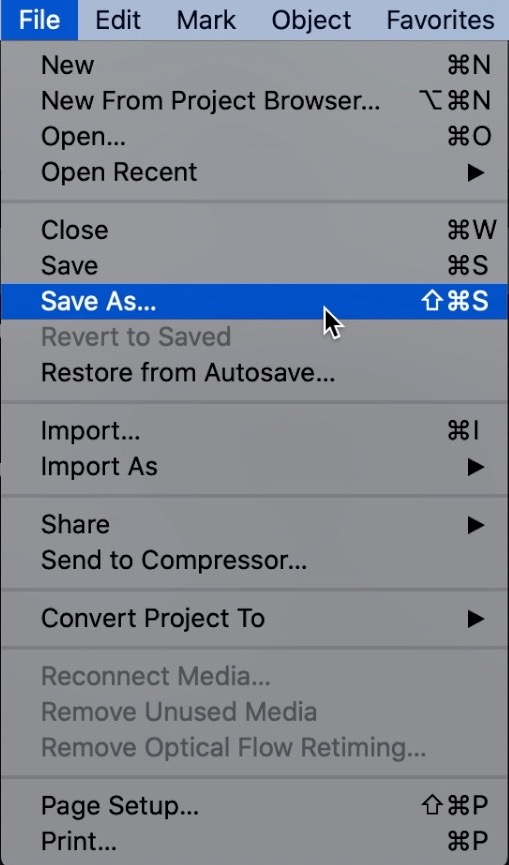 File Edit Mark Object Favorites
New ⌘N
New From Project Browser... ⌥⌘N
Open... ⌘O
Open Recent ▶
Close ⌘W
Save ⌘S
Save As... ⇧⌘S
Revert to Saved
Restore from Autosave...
Import... ⌘I
Import As ▶
Share ▶
Send to Compressor...
Convert Project To ▶
Reconnect Media...
Remove Unused Media
Remove Optical Flow Retiming...
Page Setup... ⇧⌘P
Print... ⌘P